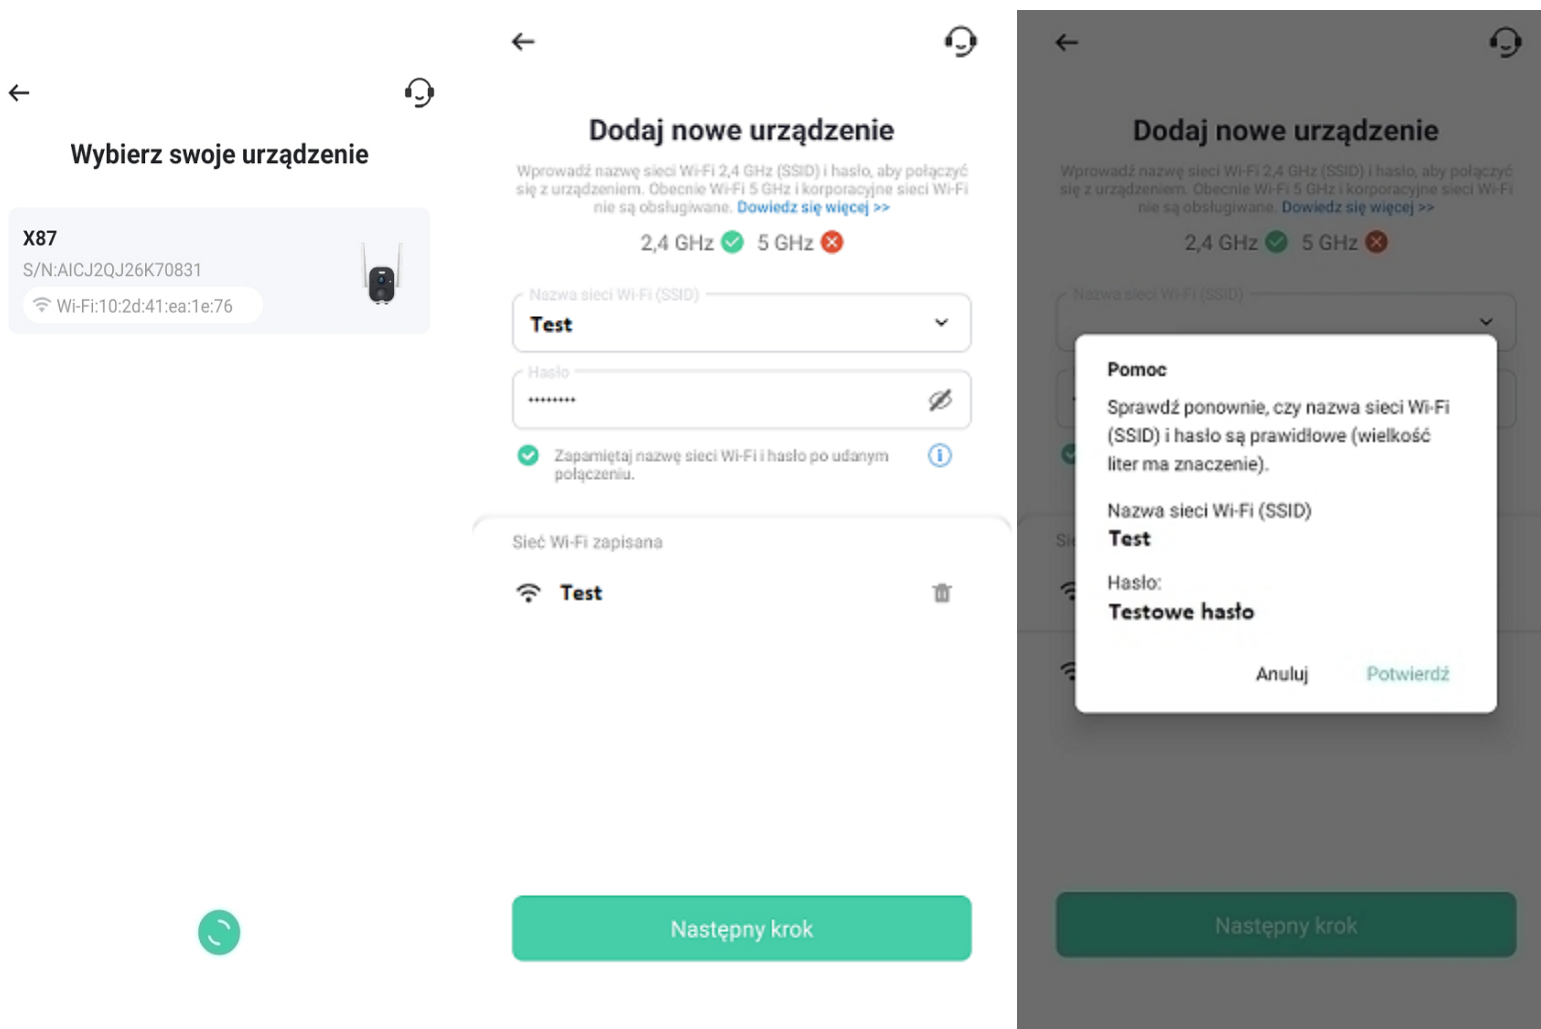 Wybierz swoje urządzenie
X87
S/N:AICJ2QJ26K70831
Wi-Fi:10:2d:41:ea:1e:76
Dodaj nowe urządzenie
Wprowadź nazwę sieci Wi-Fi 2,4 GHz (SSID) i hasło, aby połączyć
się z urządzeniem. Obecnie Wi-Fi 5 GHz i korporacyjne sieci Wi-Fi
nie są obsługiwane. Dowiedz się więcej >>
2,4 GHz 5 GHz
Nazwa sieci Wi-Fi (SSID)
Test
Hasło
••••••••
Zapamiętaj nazwę sieci Wi-Fi i hasło po udanym
połączeniu.
Sieć Wi-Fi zapisana
Test
Następny krok
Dodaj nowe urządzenie
Wprowadź nazwę sieci Wi-Fi 2,4 GHz (SSID) i hasło, aby połączyć
się z urządzeniem. Obecnie Wi-Fi 5 GHz i korporacyjne sieci Wi-Fi
nie są obsługiwane. Dowiedz się więcej >>
2,4 GHz 5 GHz
Nazwa sieci Wi-Fi (SSID)
Pomoc
Sprawdź ponownie, czy nazwa sieci Wi-Fi
(SSID) i hasło są prawidłowe (wielkość
liter ma znaczenie).
Nazwa sieci Wi-Fi (SSID)
Test
Hasło:
Testowe hasło
Anuluj Potwierdź
Następny krok